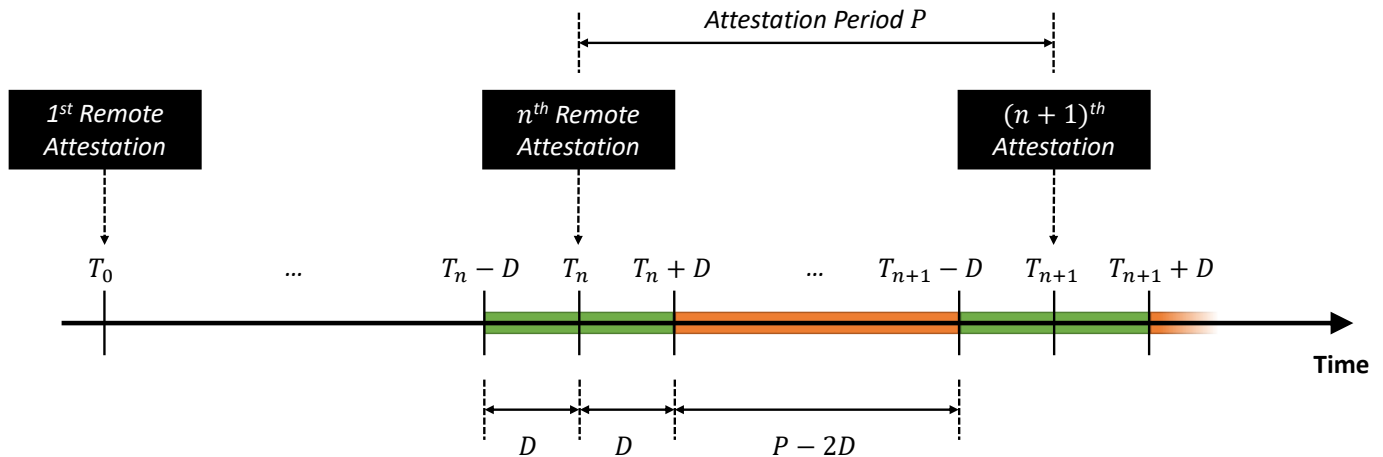 Attestation Period P
1st Remote
Attestation
nth Remote
Attestation
(n + 1)th
Attestation
T0
...
Tn − D
Tn
Tn + D
...
Tn+1 − D
Tn+1
Tn+1 + D
Time
D
D
P − 2D